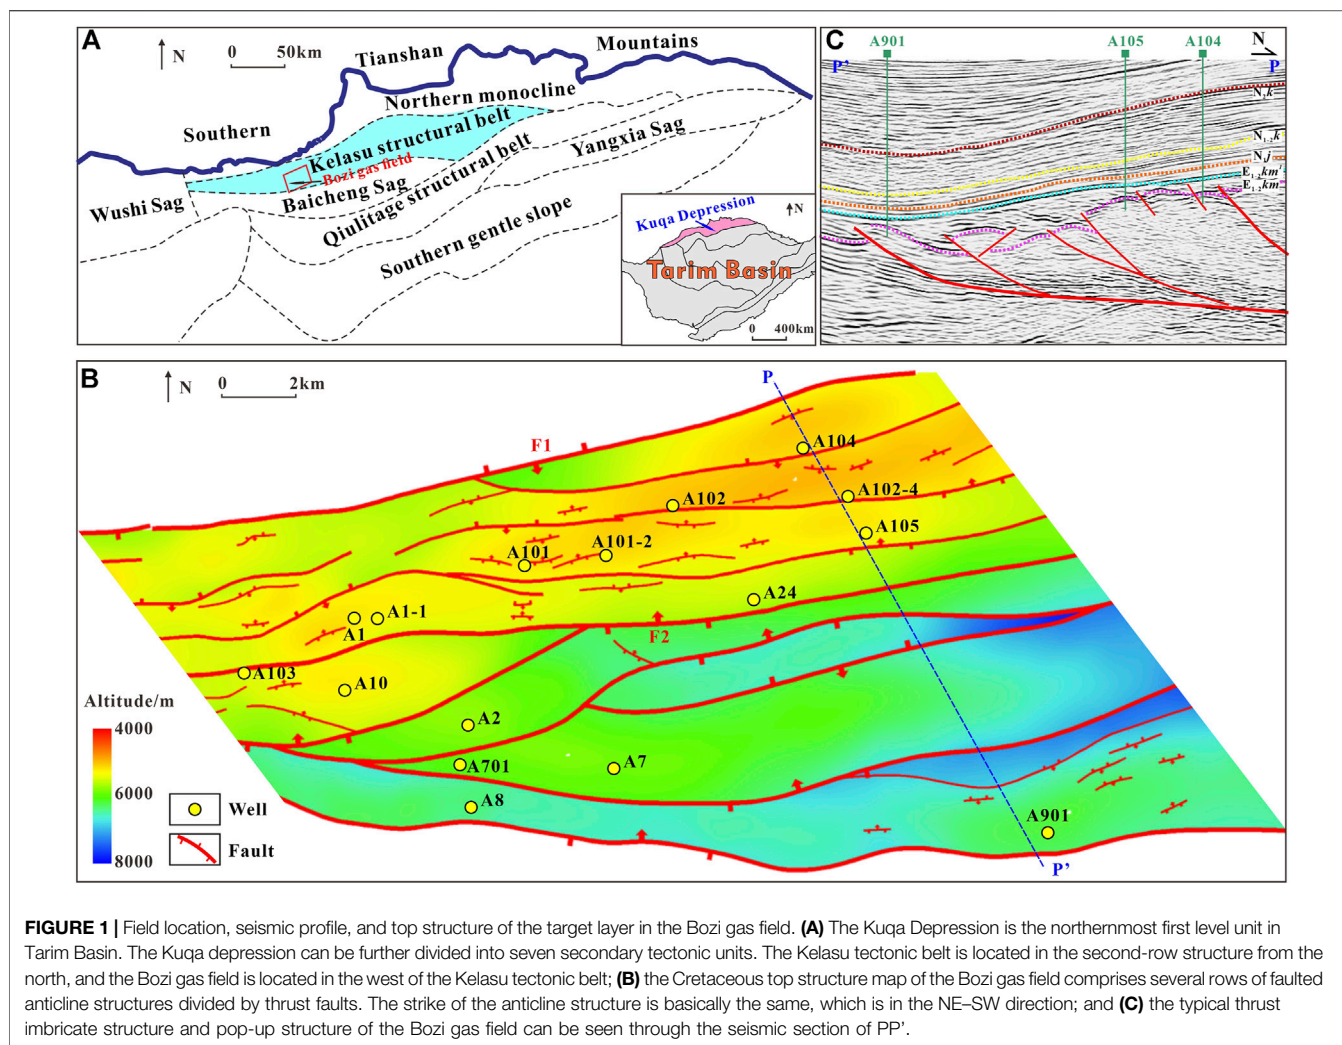 A
N
0 50km
Tianshan
Mountains
Northern monocline
Southern
Kelasu structural belt
Bozi gas field
Yangxia Sag
Baicheng Sag
Wushi Sag
Qiulitage structural belt
Southern gentle slope
Kuqa Depression
N
Tarim Basin
0 400km
C
A901
A105
A104
N
P'
P
N₂k
N₁₋₂k
N₁j
E₁₋₂km
B
N
0 2km
P
F1
A104
A102
A102-4
A101
A101-2
A105
A24
A1-1
A1
F2
A103
A10
A2
A701
A7
A8
A901
P'
Altitude/m
4000
6000
8000
Well
Fault
FIGURE 1 | Field location, seismic profile, and top structure of the target layer in the Bozi gas field. (A) The Kuqa Depression is the northernmost first level unit in
Tarim Basin. The Kuqa depression can be further divided into seven secondary tectonic units. The Kelasu tectonic belt is located in the second-row structure from the
north, and the Bozi gas field is located in the west of the Kelasu tectonic belt; (B) the Cretaceous top structure map of the Bozi gas field comprises several rows of faulted
anticline structures divided by thrust faults. The strike of the anticline structure is basically the same, which is in the NE–SW direction; and (C) the typical thrust
imbricate structure and pop-up structure of the Bozi gas field can be seen through the seismic section of PP'.